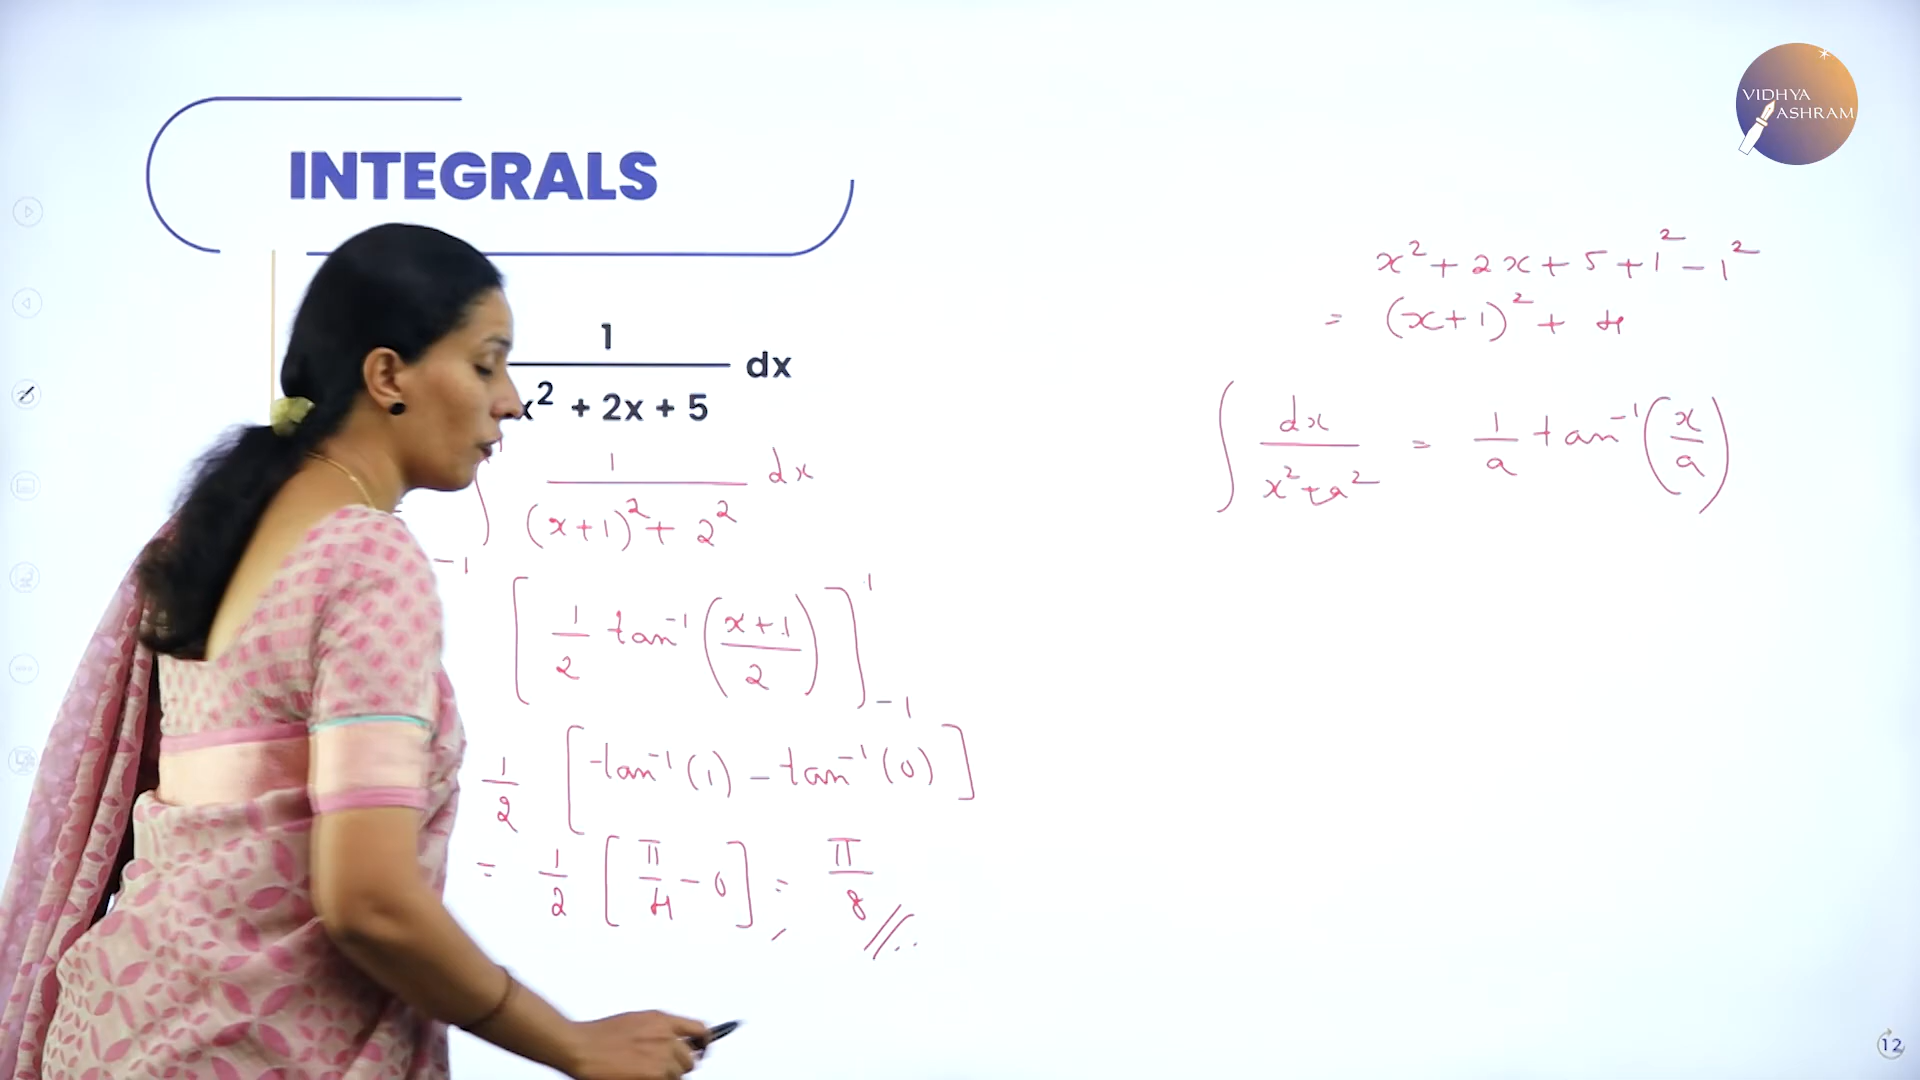 VIDHYA
ASHRAM
INTEGRALS
1
dx
x² + 2x + 5
∫ 1 / ((x+1)² + 2²) dx
-1
[1/2 tan⁻¹((x+1)/2)]¹₋₁
1/2 [tan⁻¹(1) - tan⁻¹(0)]
= 1/2 [π/4 - 0] = π/8 //..
x² + 2x + 5 + 1² - 1²
= (x+1)² + 4
∫ dx / (x² + a²) = 1/a tan⁻¹(x/a)
12